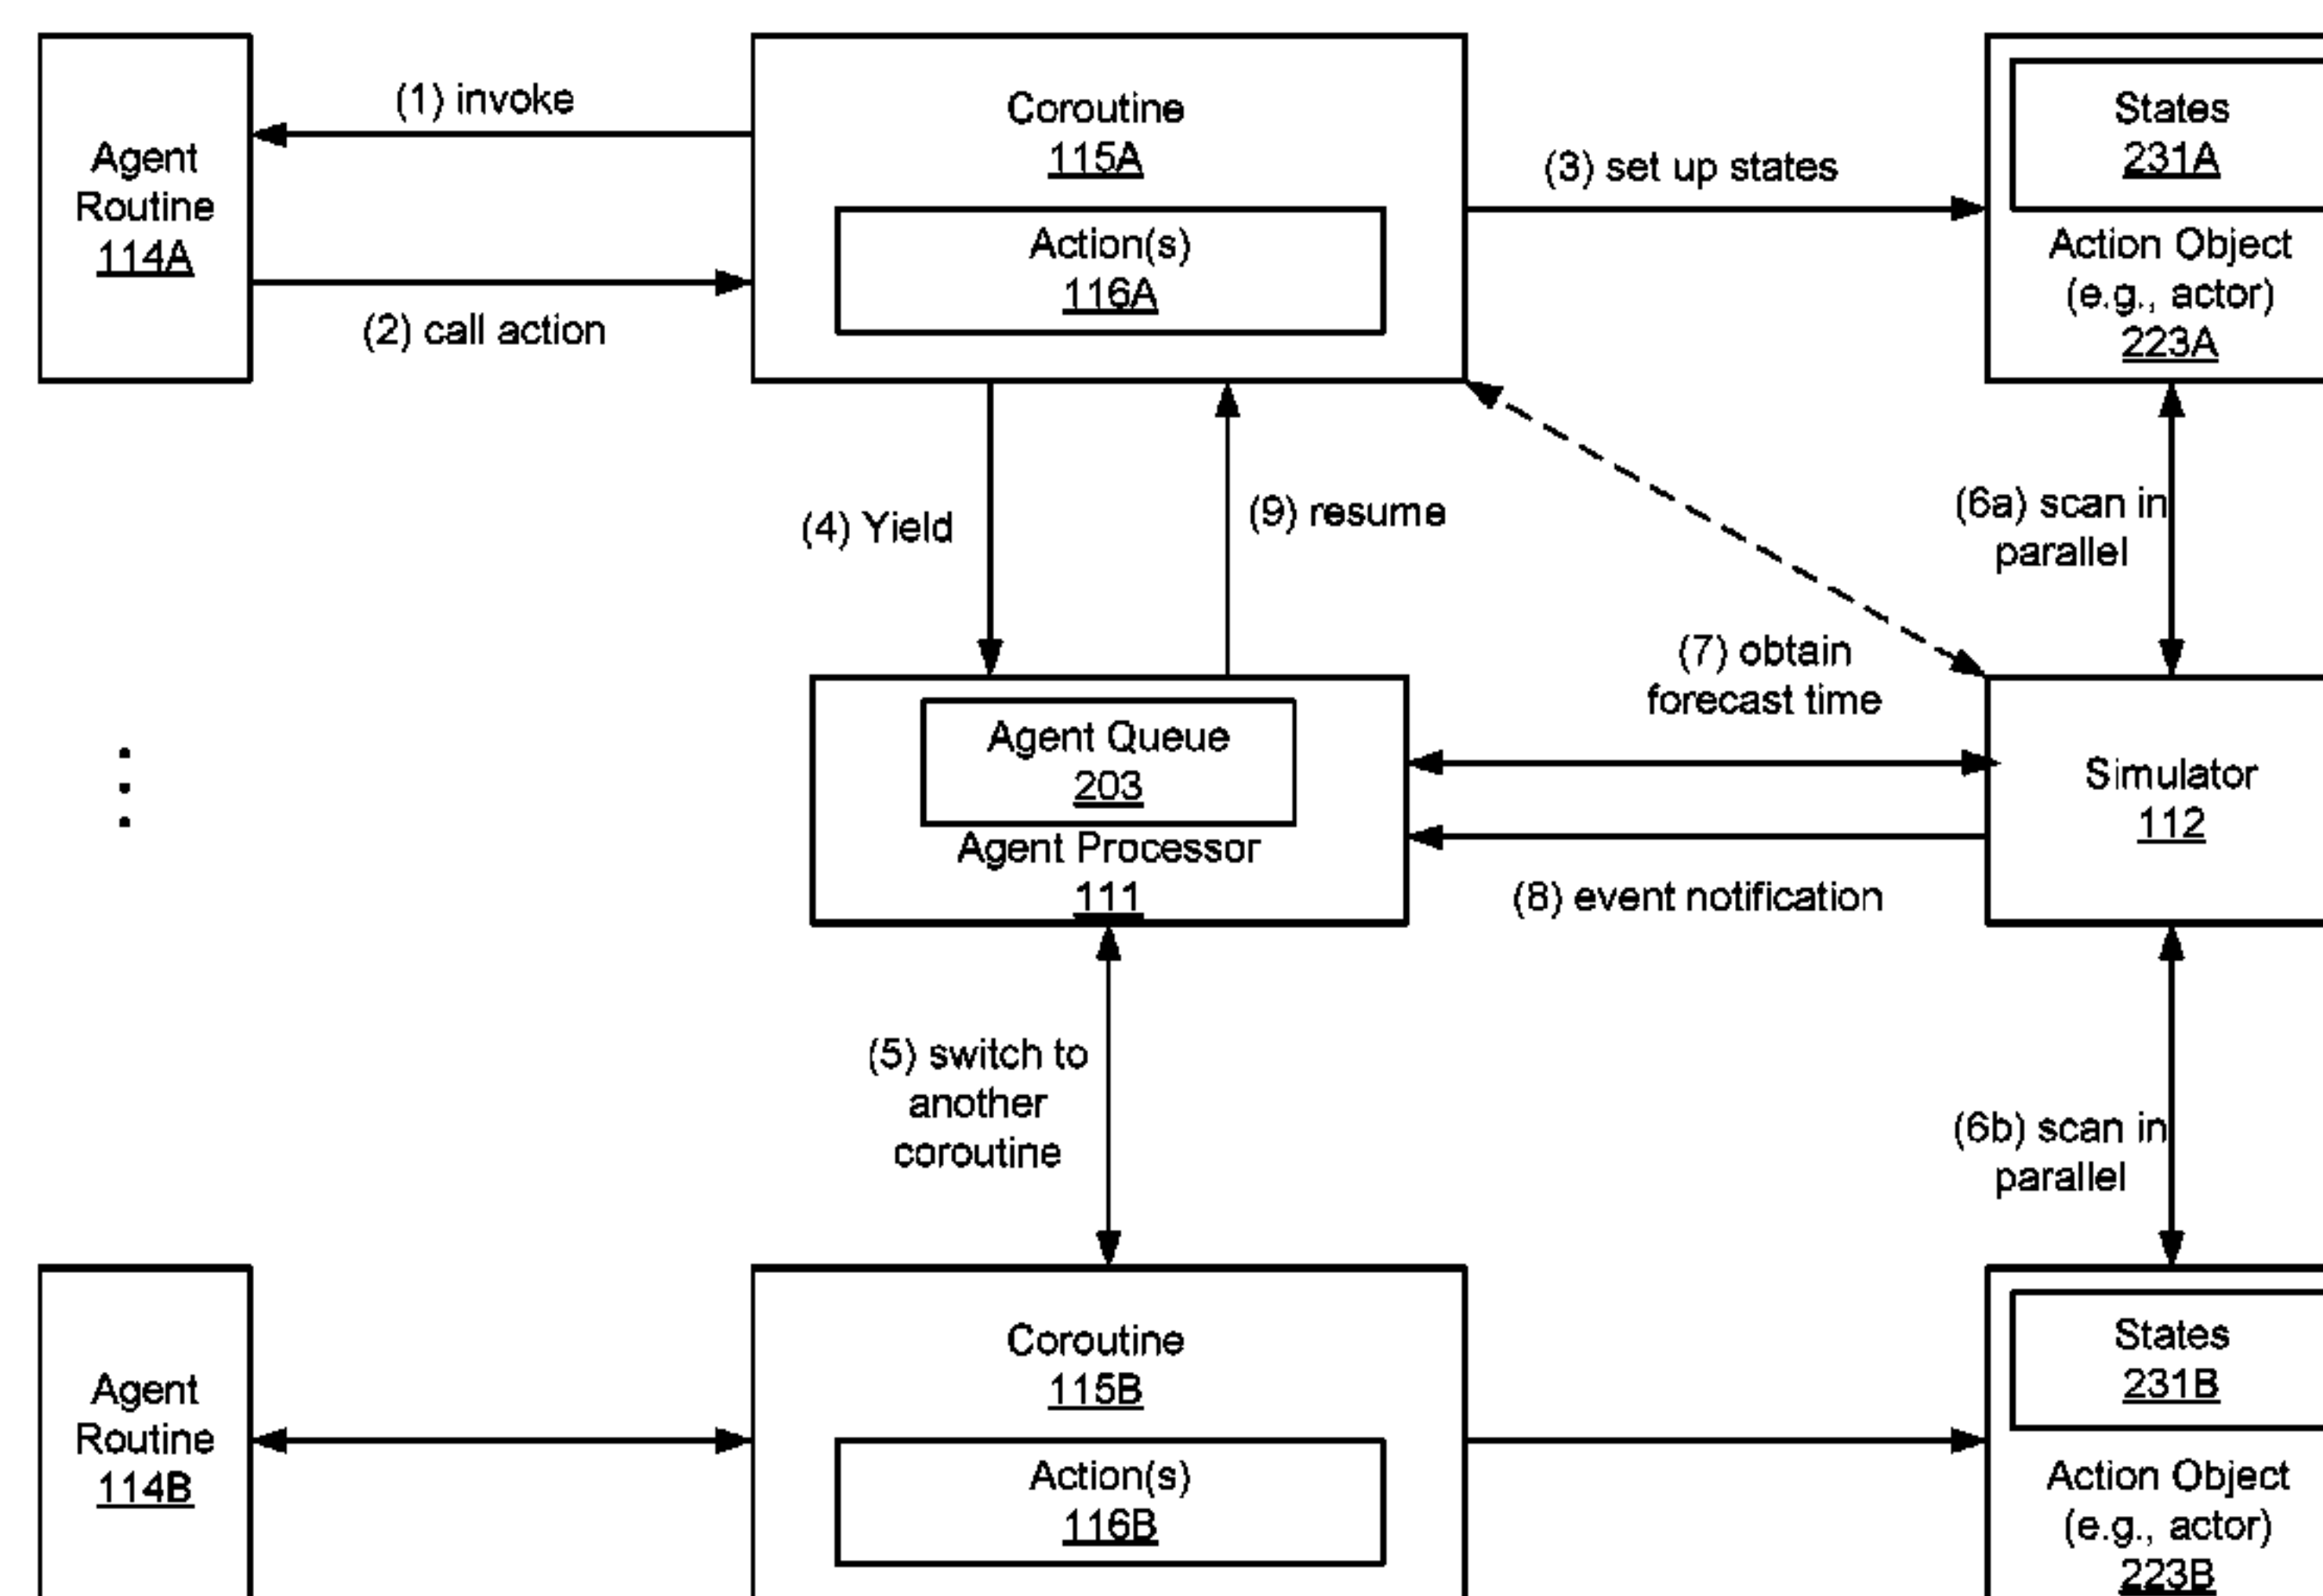 Agent
Routine
114A
(1) invoke
(2) call action
Coroutine
115A
Action(s)
116A
(3) set up states
States
231A
Action Object
(e.g., actor)
223A
(4) Yield
(9) resume
(6a) scan in
parallel
(7) obtain
forecast time
Agent Queue
203
Agent Processor
111
Simulator
112
(8) event notification
(5) switch to
another
coroutine
(6b) scan in
parallel
Agent
Routine
114B
Coroutine
115B
Action(s)
116B
States
231B
Action Object
(e.g., actor)
223B